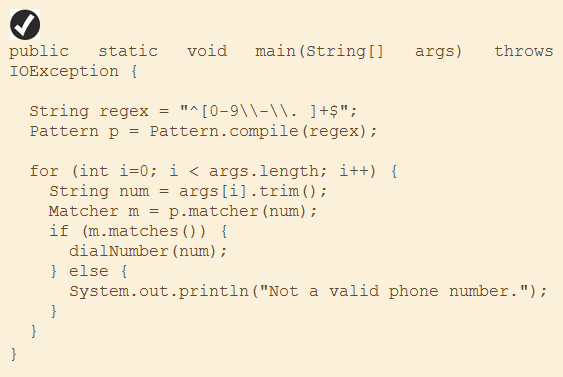 public static void main(String[] args) throws
IOException {
String regex = "^[0-9\\-\\. ]+$";
Pattern p = Pattern.compile(regex);
for (int i=0; i < args.length; i++) {
String num = args[i].trim();
Matcher m = p.matcher(num);
if (m.matches()) {
dialNumber(num);
} else {
System.out.println("Not a valid phone number.");
}
}
}